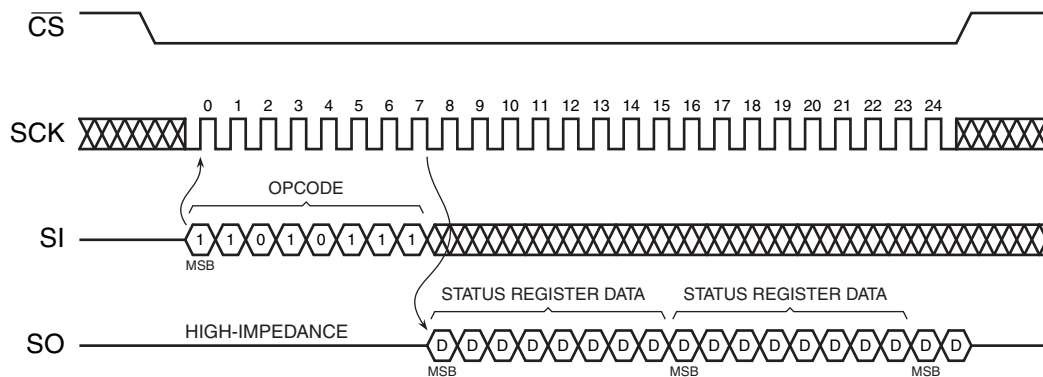 CS
0 1 2 3 4 5 6 7 8 9 10 11 12 13 14 15 16 17 18 19 20 21 22 23 24
SCK
OPCODE
SI 1 1 0 1 0 1 1 1
MSB
STATUS REGISTER DATA STATUS REGISTER DATA
HIGH-IMPEDANCE
SO D D D D D D D D D D D D D D D D D D
MSB MSB MSB